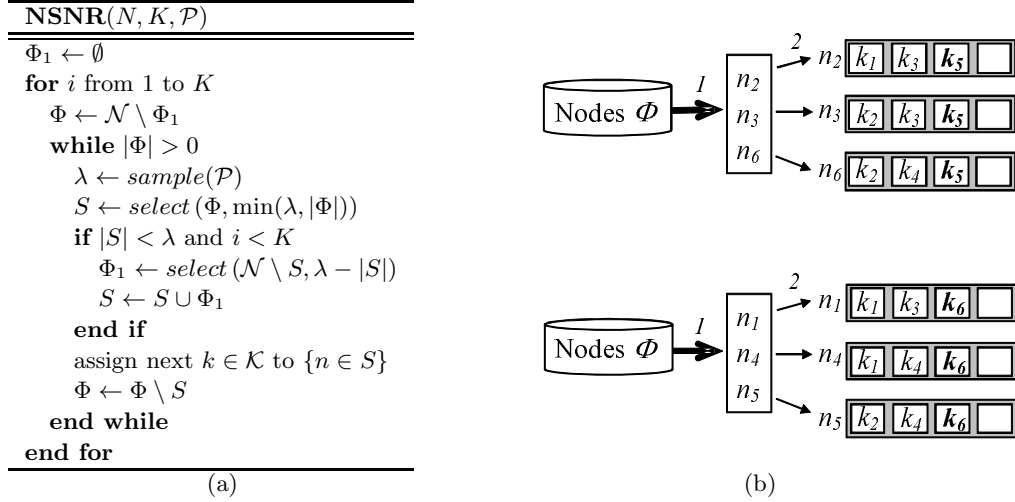 NSNR(N, K, P)
Φ₁ ← ∅
for i from 1 to K
Φ ← N \ Φ₁
while |Φ| > 0
λ ← sample(P)
S ← select (Φ, min(λ, |Φ|))
if |S| < λ and i < K
Φ₁ ← select (N \ S, λ − |S|)
S ← S ∪ Φ₁
end if
assign next k ∈ K to {n ∈ S}
Φ ← Φ \ S
end while
end for
(a)
Nodes Φ
1
n₂
n₃
n₆
2
n₂ k₁ k₃ k₅
n₃ k₂ k₃ k₅
n₆ k₂ k₄ k₅
Nodes Φ
1
n₁
n₄
n₅
2
n₁ k₁ k₃ k₆
n₄ k₁ k₄ k₆
n₅ k₂ k₄ k₆
(b)